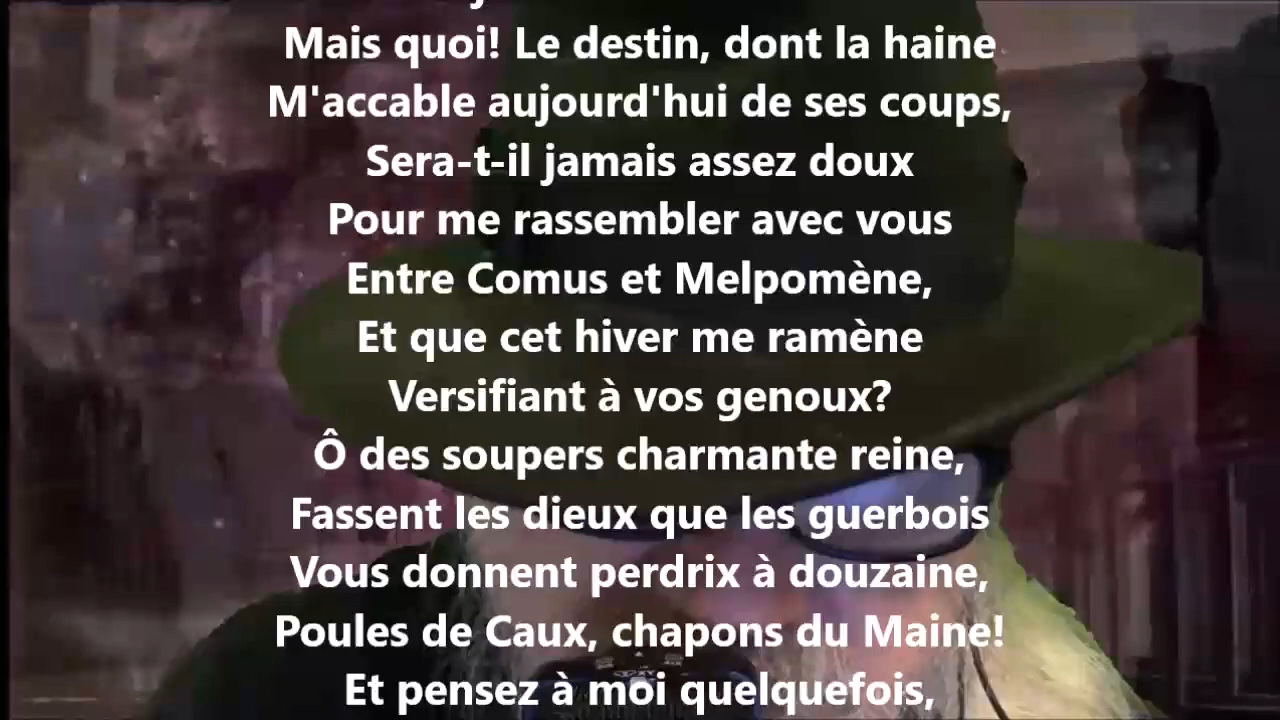 Mais quoi! Le destin, dont la haine
M'accable aujourd'hui de ses coups,
Sera-t-il jamais assez doux
Pour me rassembler avec vous
Entre Comus et Melpomène,
Et que cet hiver me ramène
Versifiant à vos genoux?
Ô des soupers charmante reine,
Fassent les dieux que les guerbois
Vous donnent perdrix à douzaine,
Poules de Caux, chapons du Maine!
Et pensez à moi quelquefois,